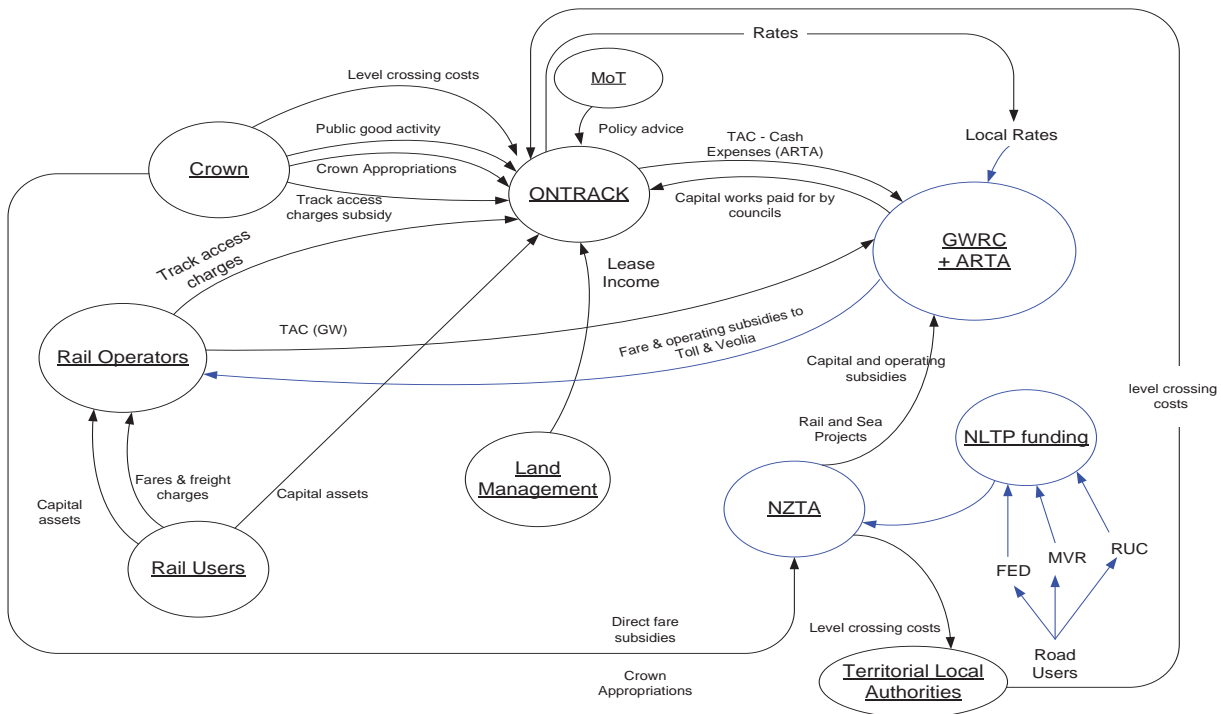 Rates
MoT
Level crossing costs
Policy advice
Public good activity
Crown
Crown Appropriations
Track access
charges subsidy
ONTRACK
TAC - Cash
Expenses (ARTA)
Capital works paid for by
councils
Local Rates
GWRC
+ ARTA
Track access
charges
Lease
Income
TAC (GW)
Fare & operating subsidies to
Toll & Veolia
Rail Operators
Capital and operating
subsidies
level crossing
costs
Rail and Sea
Projects
NLTP funding
Land
Management
Fares & freight
charges
Capital
assets
Capital assets
NZTA
Rail Users
FED
MVR
RUC
Direct fare
subsidies
Level crossing costs
Road
Users
Crown
Appropriations
Territorial Local
Authorities